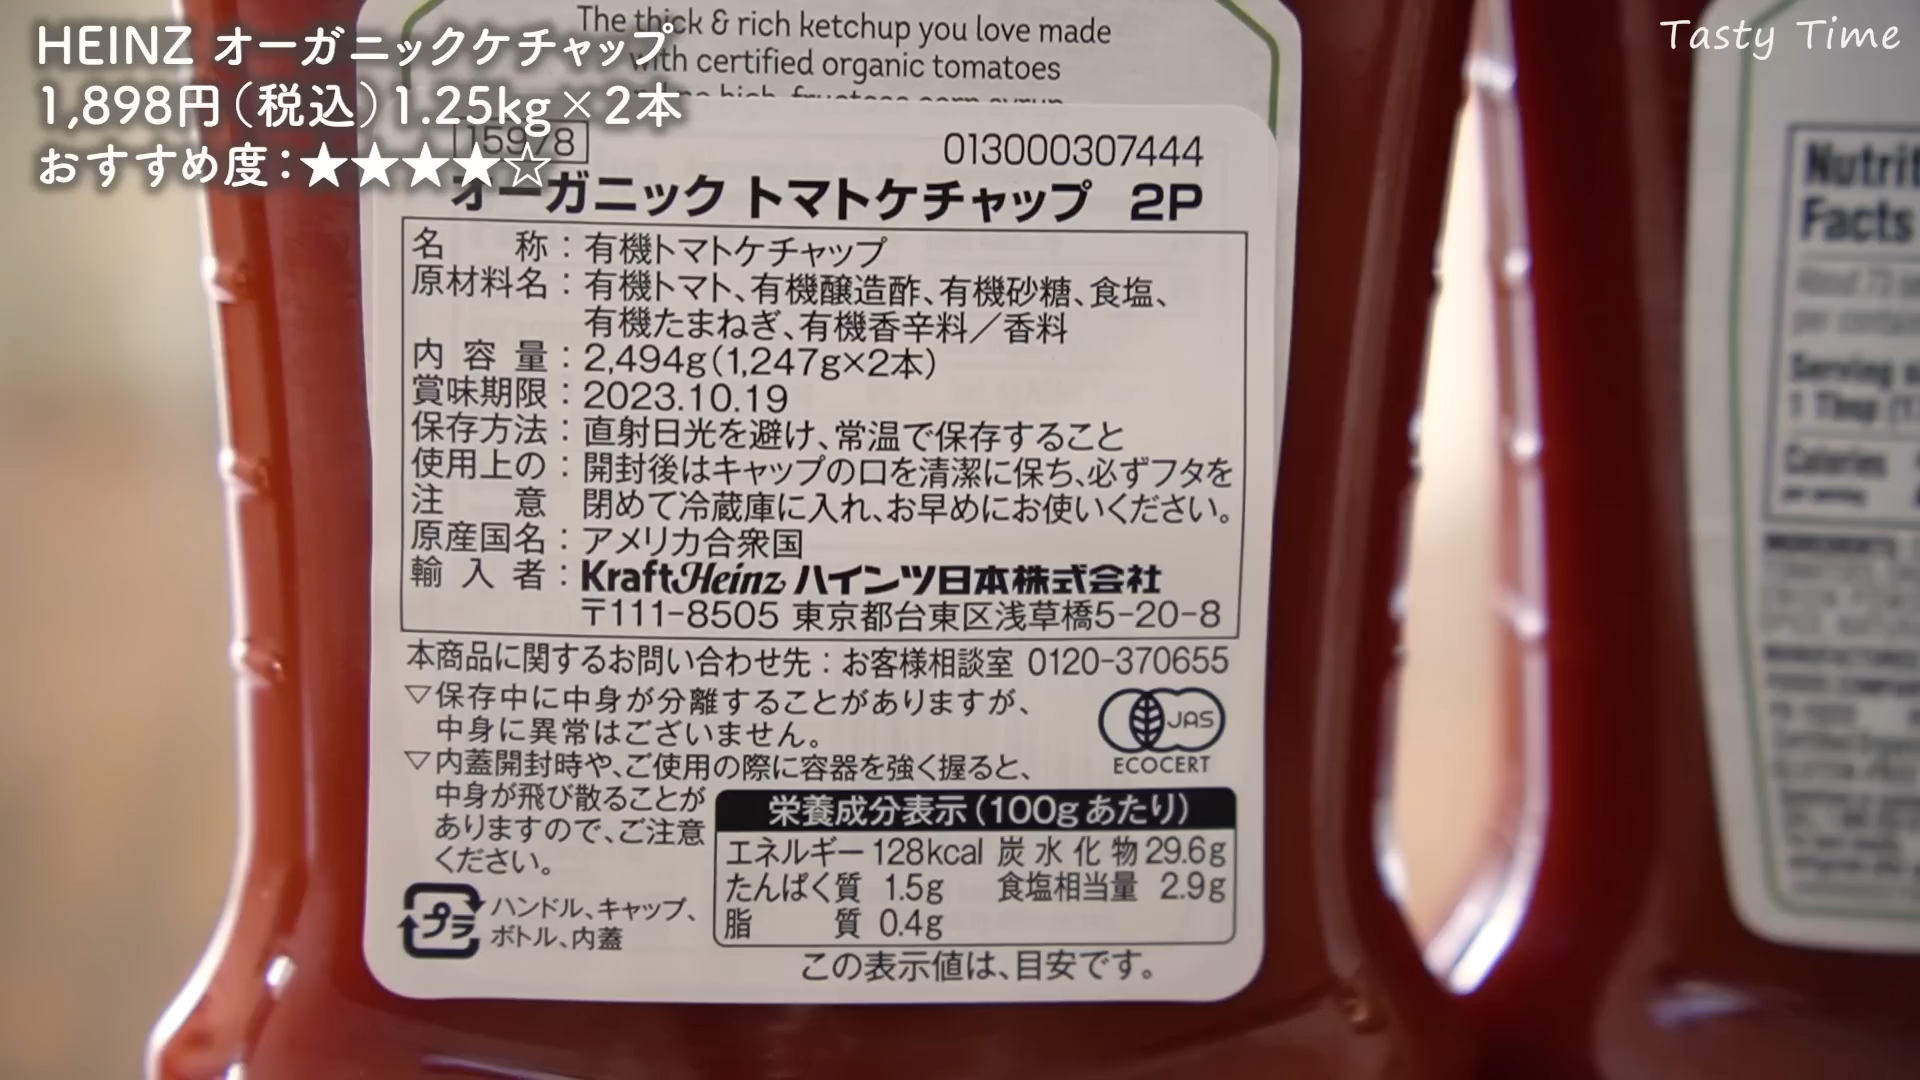 HEINZ オーガニックケチャップ
1,898円（税込）1.25kg×2本
おすすめ度：★★★★☆
Tasty Time
The thick & rich ketchup you love made
with certified organic tomatoes
15978
013000307444
オーガニック トマトケチャップ 2P
名称：有機トマトケチャップ
原材料名：有機トマト、有機醸造酢、有機砂糖、食塩、
有機たまねぎ、有機香辛料／香料
内容量：2,494g（1,247g×2本）
賞味期限：2023.10.19
保存方法：直射日光を避け、常温で保存すること
使用上の：開封後はキャップの口を清潔に保ち、必ずフタを
注意 閉めて冷蔵庫に入れ、お早めにお使いください。
原産国名：アメリカ合衆国
輸入者：KraftHeinz ハインツ日本株式会社
〒111-8505 東京都台東区浅草橋5-20-8
本商品に関するお問い合わせ先：お客様相談室 0120-370655
▽保存中に中身が分離することがありますが、
中身に異常はございません。
▽内蓋開封時や、ご使用の際に容器を強く握ると、
中身が飛び散ることが
ありますので、ご注意
ください。
JAS
ECOCERT
プラ
ハンドル、キャップ、
ボトル、内蓋
栄養成分表示（100gあたり）
エネルギー 128kcal 炭水化物 29.6g
たんぱく質 1.5g 食塩相当量 2.9g
脂質 0.4g
この表示値は、目安です。
Facts
Serving
Calories